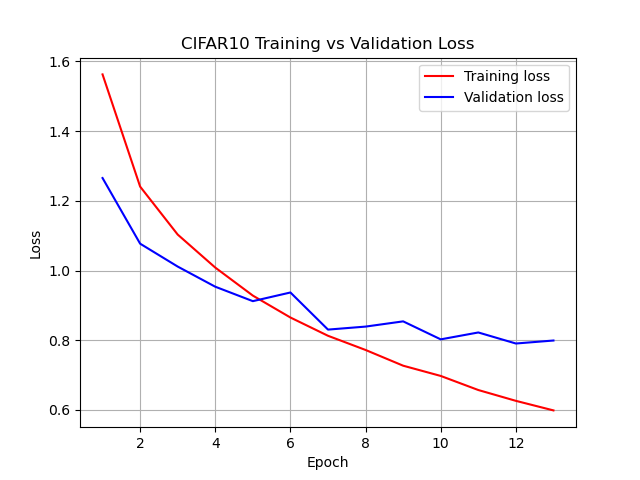 CIFAR10 Training vs Validation Loss
Training loss
Validation loss
Loss
1.6
1.4
1.2
1.0
0.8
0.6
2 4 6 8 10 12
Epoch